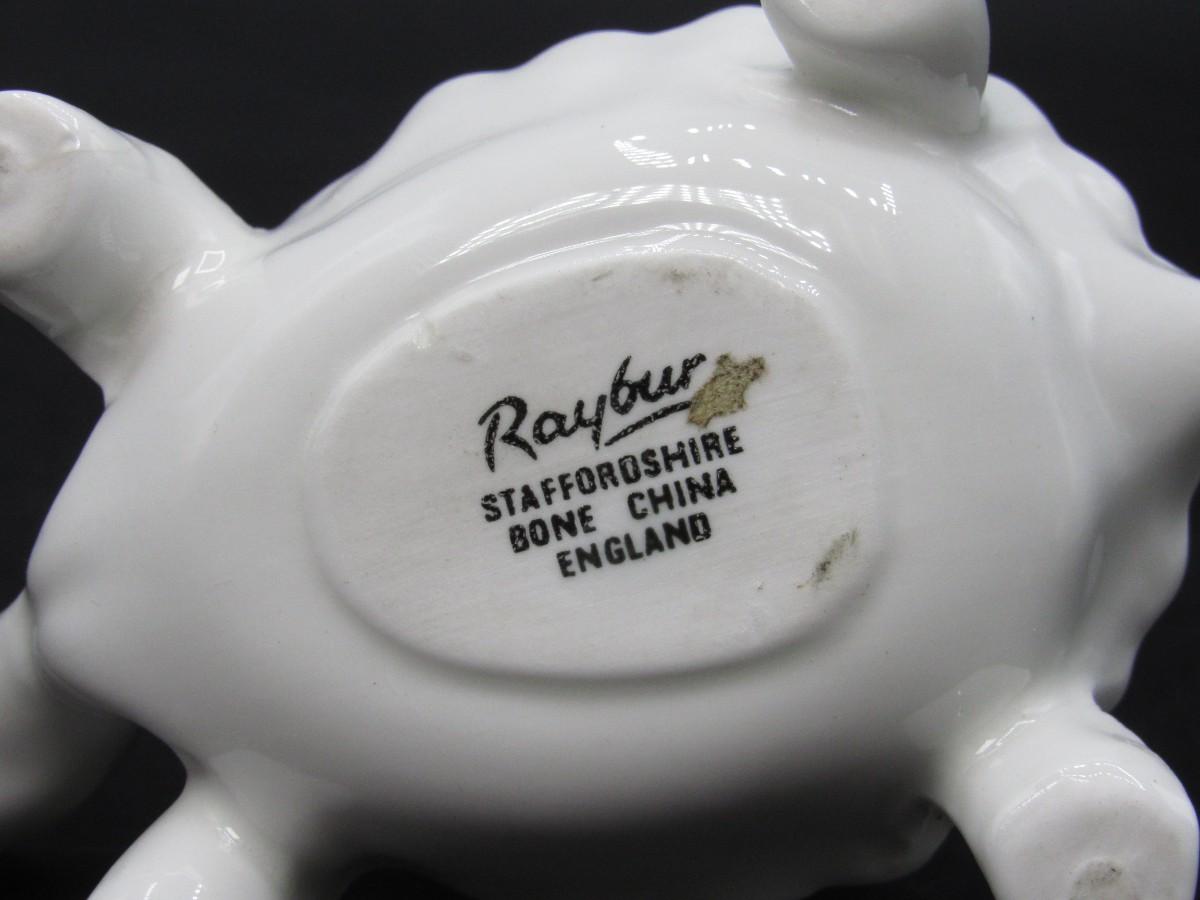 Raybur
STAFFORDSHIRE
BONE CHINA
ENGLAND